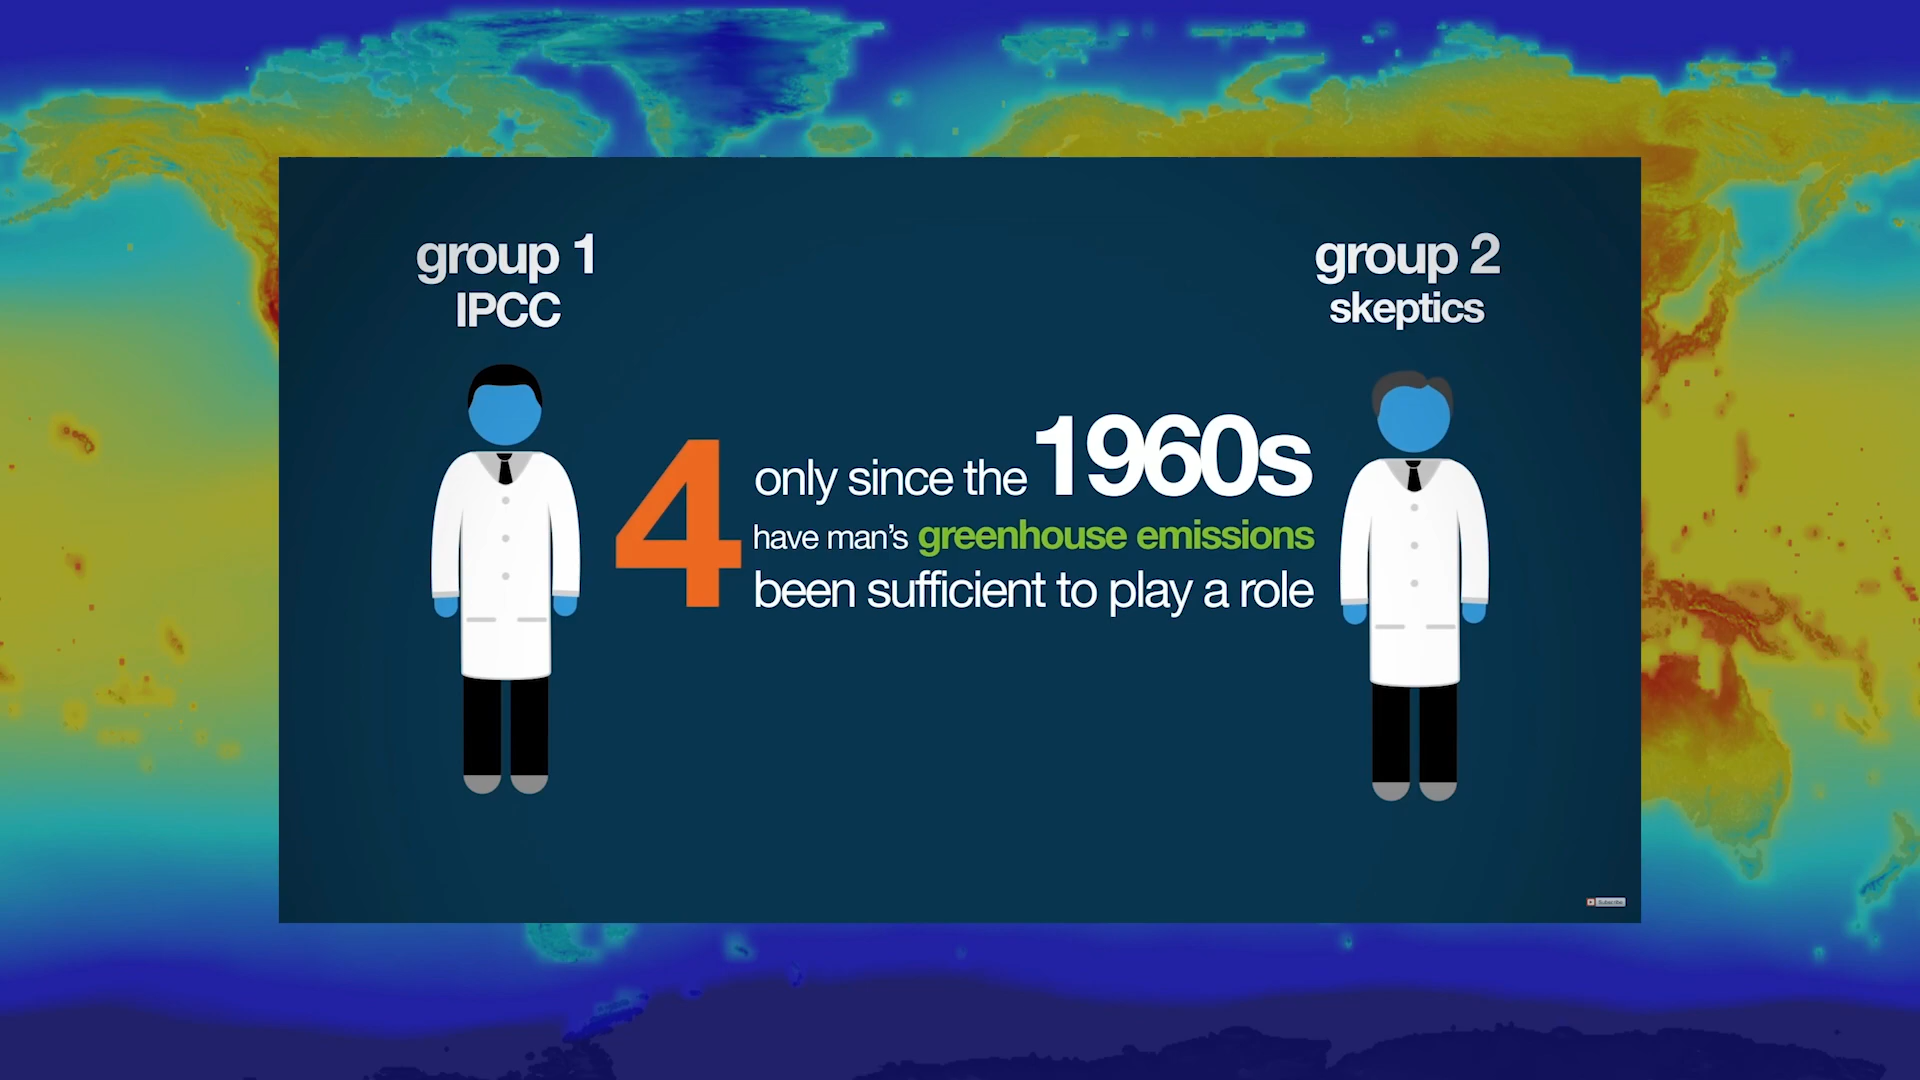 group 1
IPCC
group 2
skeptics
4
only since the 1960s
have man's greenhouse emissions
been sufficient to play a role
Subscribe